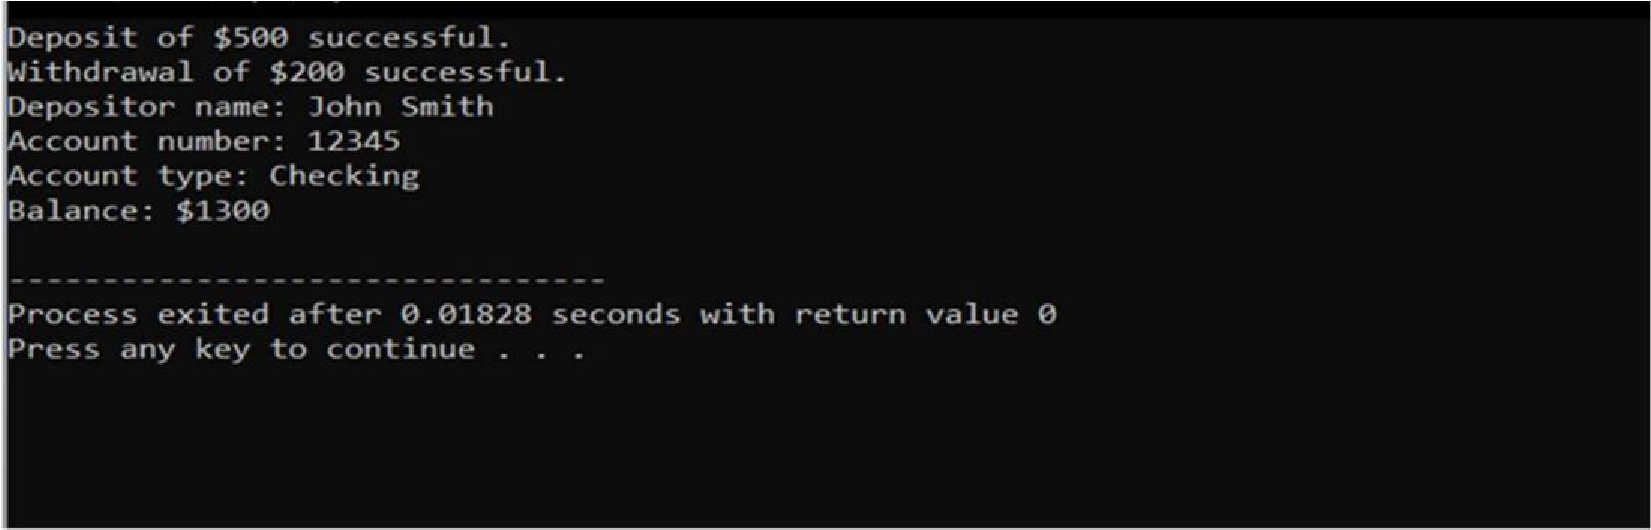 Deposit of $500 successful.
Withdrawal of $200 successful.
Depositor name: John Smith
Account number: 12345
Account type: Checking
Balance: $1300
--------------------------------
Process exited after 0.01828 seconds with return value 0
Press any key to continue . . .